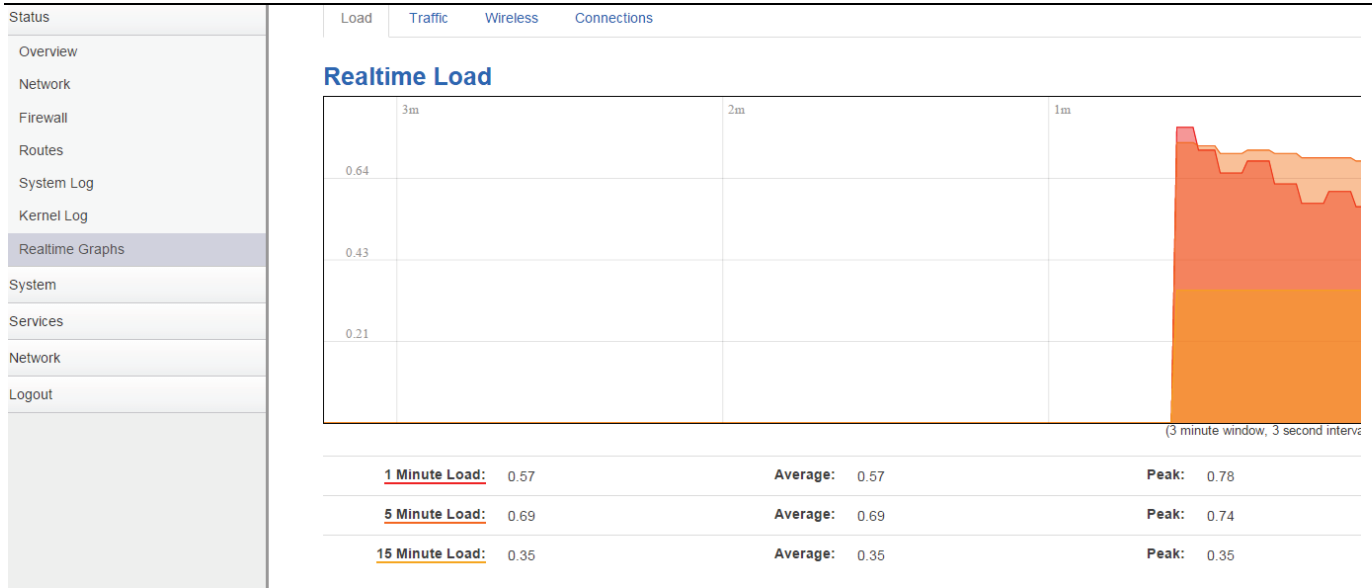 Status
Overview
Network
Firewall
Routes
System Log
Kernel Log
Realtime Graphs
System
Services
Network
Logout
Load Traffic Wireless Connections
Realtime Load
3m 2m 1m
0.64
0.43
0.21
(3 minute window, 3 second interva
1 Minute Load: 0.57 Average: 0.57 Peak: 0.78
5 Minute Load: 0.69 Average: 0.69 Peak: 0.74
15 Minute Load: 0.35 Average: 0.35 Peak: 0.35